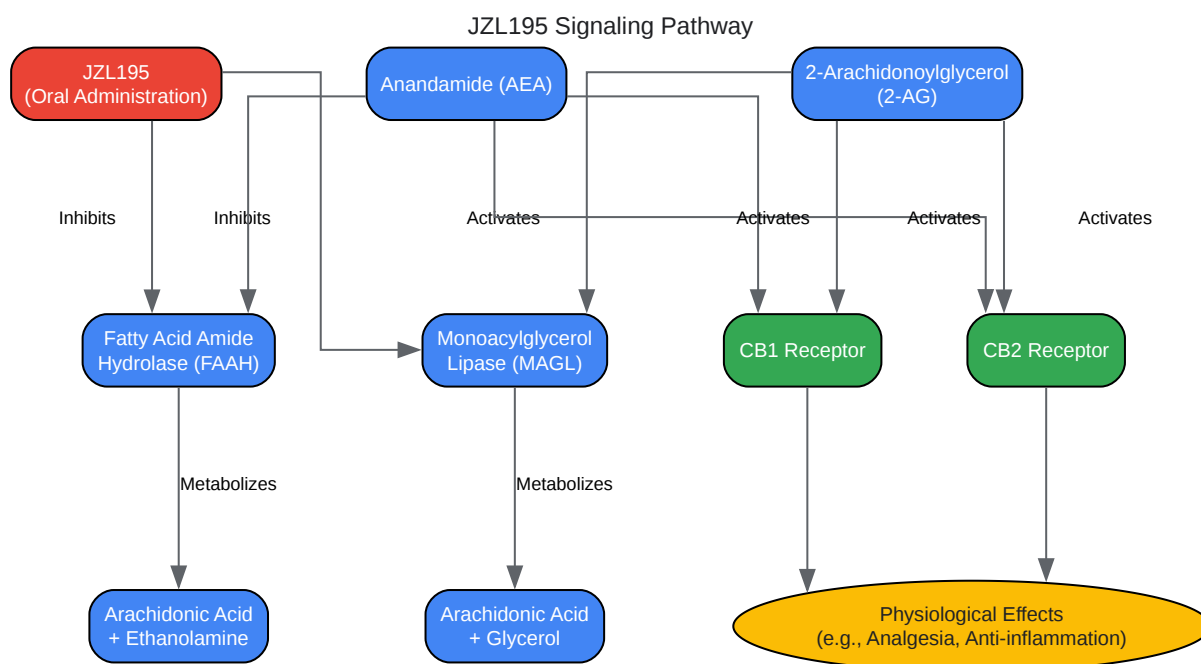 JZL195 Signaling Pathway
JZL195
(Oral Administration)
Anandamide (AEA)
2-Arachidonoylglycerol
(2-AG)
Inhibits
Inhibits
Activates
Activates
Activates
Activates
Fatty Acid Amide
Hydrolase (FAAH)
Monoacylglycerol
Lipase (MAGL)
CB1 Receptor
CB2 Receptor
Metabolizes
Metabolizes
Arachidonic Acid
+ Ethanolamine
Arachidonic Acid
+ Glycerol
Physiological Effects
(e.g., Analgesia, Anti-inflammation)